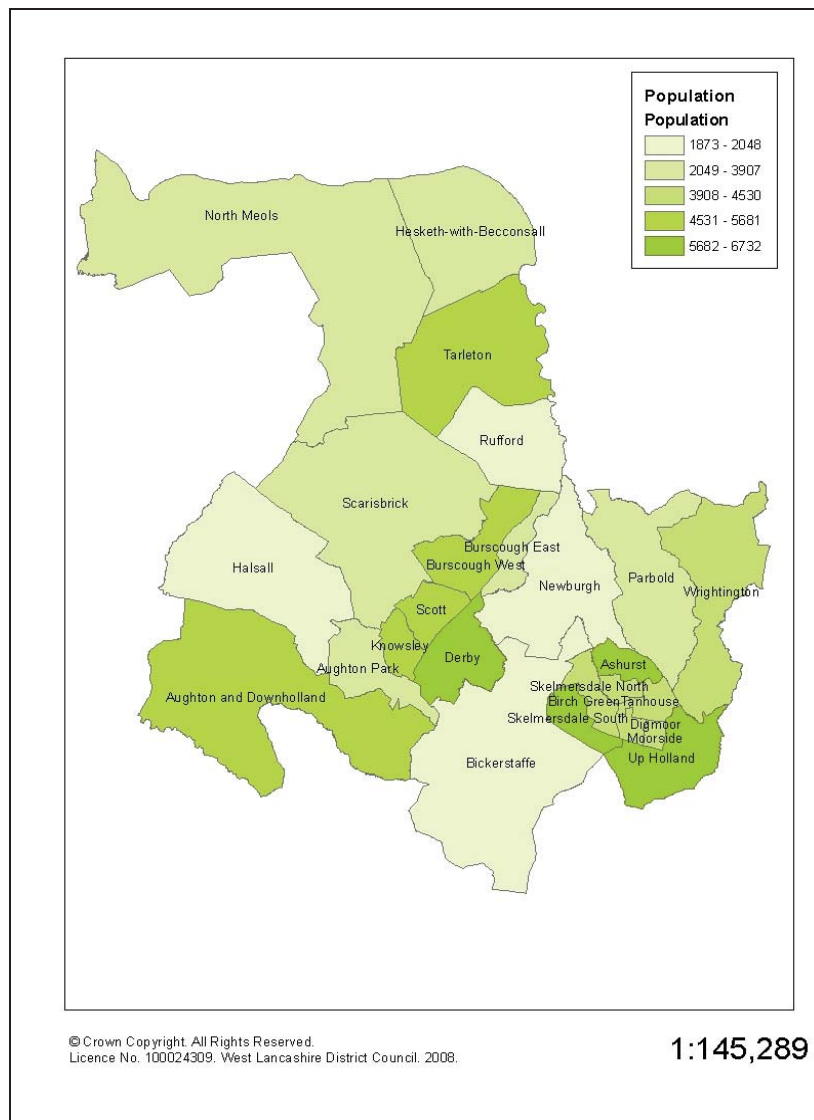 Population
Population
1873 - 2048
2049 - 3907
3908 - 4530
4531 - 5681
5682 - 6732
North Meols
Hesketh-with-Becconsall
Tarleton
Rufford
Scarisbrick
Burscough East
Burscough West
Halsall
Newburgh
Parbold
Wrightington
Scott
Knowsley
Derby
Aughton Park
Ashurst
Aughton and Downholland
Skelmersdale North
Birch Green
Tanhouse
Skelmersdale South
Digmoor
Moorside
Up Holland
Bickerstaffe
© Crown Copyright. All Rights Reserved.
Licence No. 100024309. West Lancashire District Council. 2008.
1:145,289